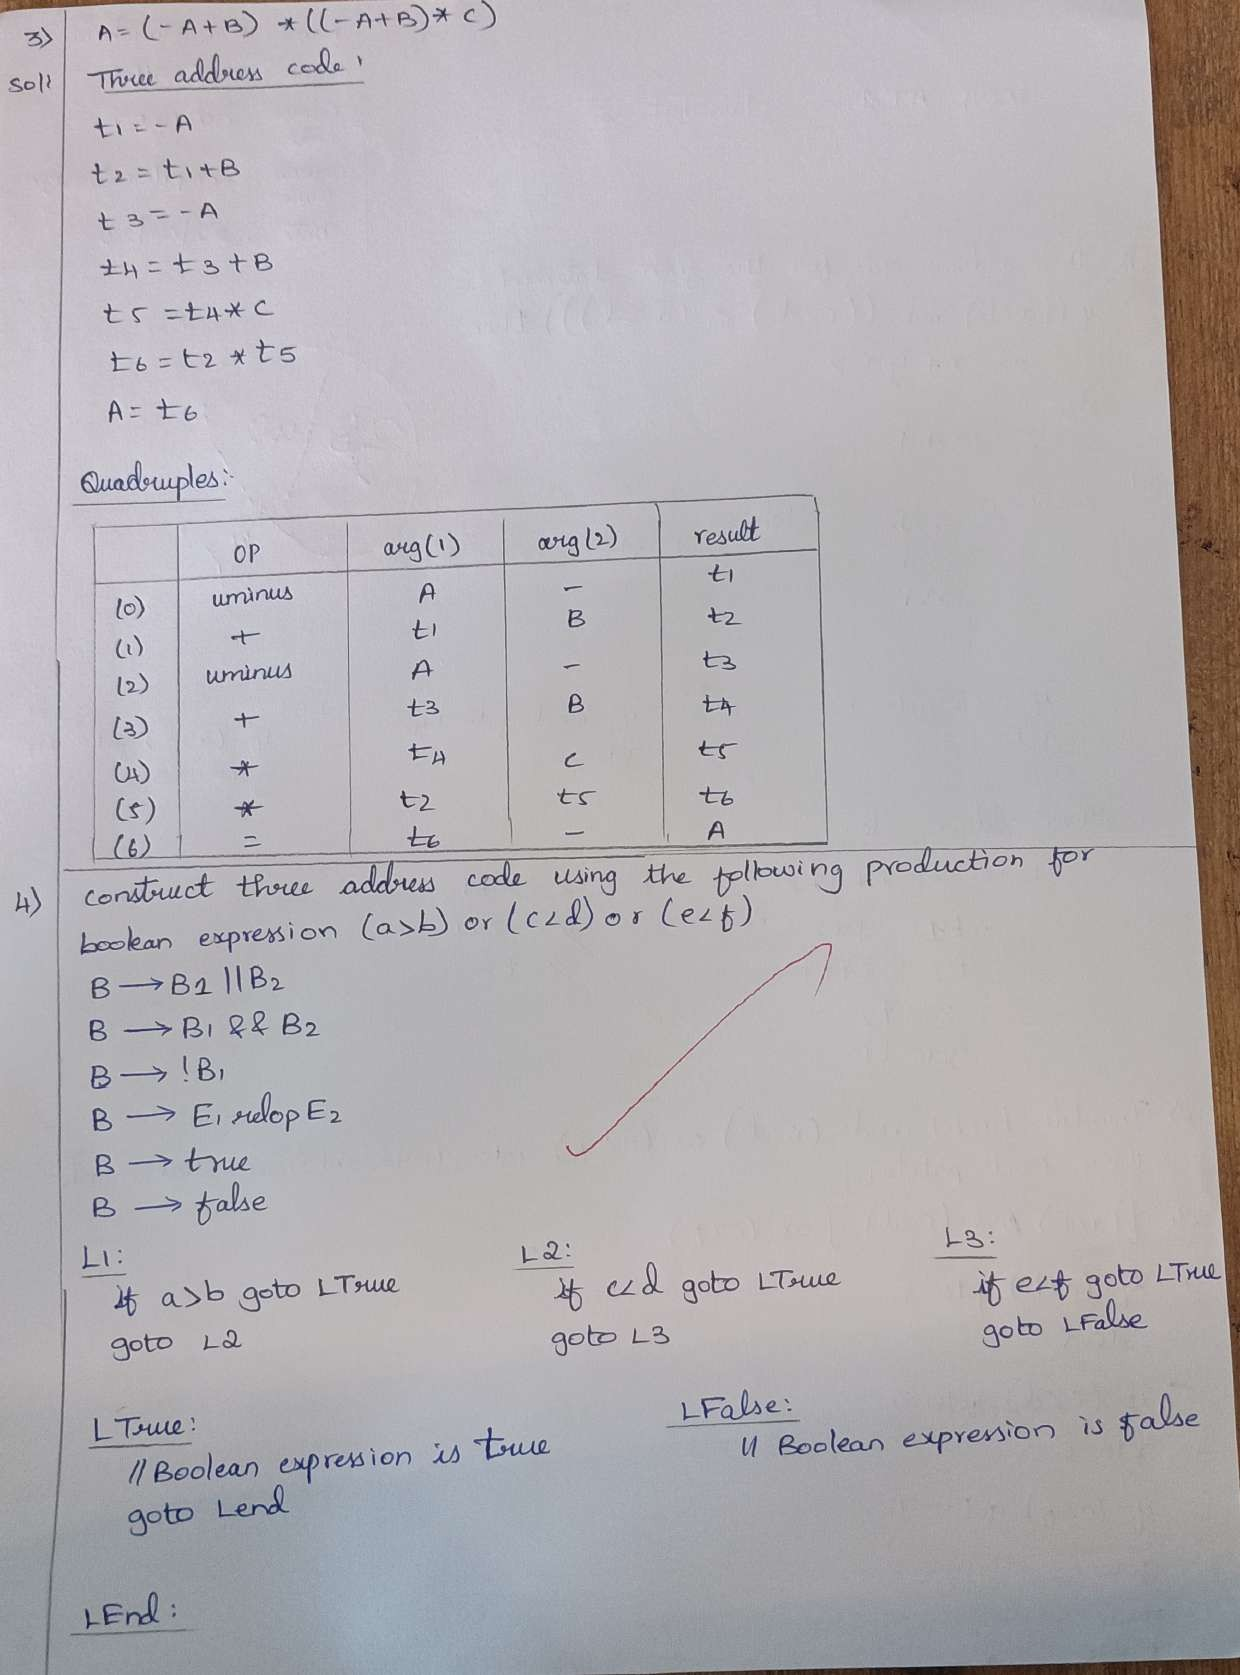 3) A = (-A+B) * ((-A+B) * C)
Sol: Three address code:
t1 = -A
t2 = t1+B
t3 = -A
t4 = t3+B
t5 = t4*C
t6 = t2 * t5
A = t6
Quadruples:
OP arg(1) arg(2) result
(0) uminus A - t1
(1) + t1 B t2
(2) uminus A - t3
(3) + t3 B t4
(4) * t4 C t5
(5) * t2 t5 t6
(6) = t6 - A
4) construct three address code using the following production for
boolean expression (a>b) or (c<d) or (e<f)
B → B1 || B2
B → B1 && B2
B → !B1
B → E1 relop E2
B → true
B → false
L1:
if a>b goto LTrue
goto L2
L2:
if c<d goto LTrue
goto L3
L3:
if e<f goto LTrue
goto LFalse
LTrue:
// Boolean expression is true
goto Lend
LFalse:
// Boolean expression is false
LEnd: